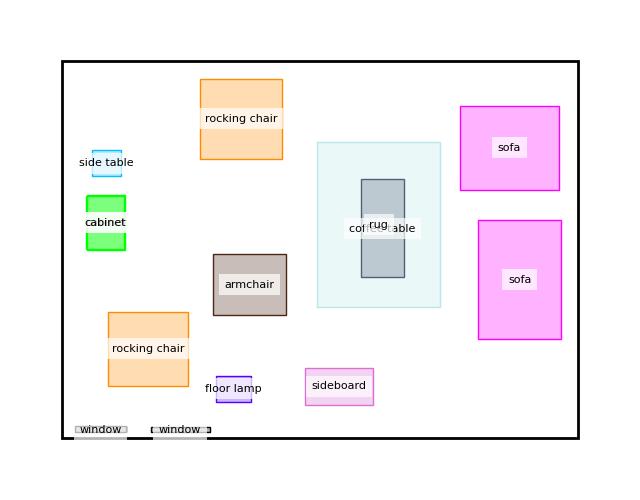 rocking chair
sofa
side table
cabinet
rug
coffee table
sofa
armchair
rocking chair
sideboard
floor lamp
window
window